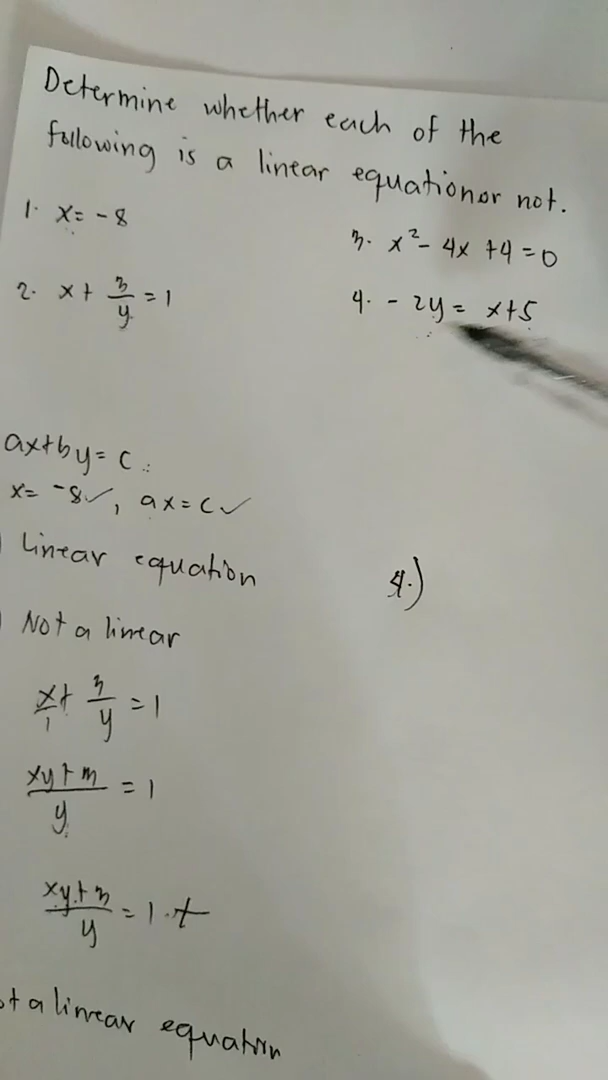 Determine whether each of the
following is a linear equation or not.
1. x = -8
3. x² - 4x + 4 = 0
2. x + 3/y = 1
4. - 2y = x + 5
ax + by = c
x = -8 ✓, ax = c ✓
Linear equation
4.)
Not a linear
x/1 + 3/y = 1
xy + 3/y = 1
xy + 3/y = 1
t a linear equation